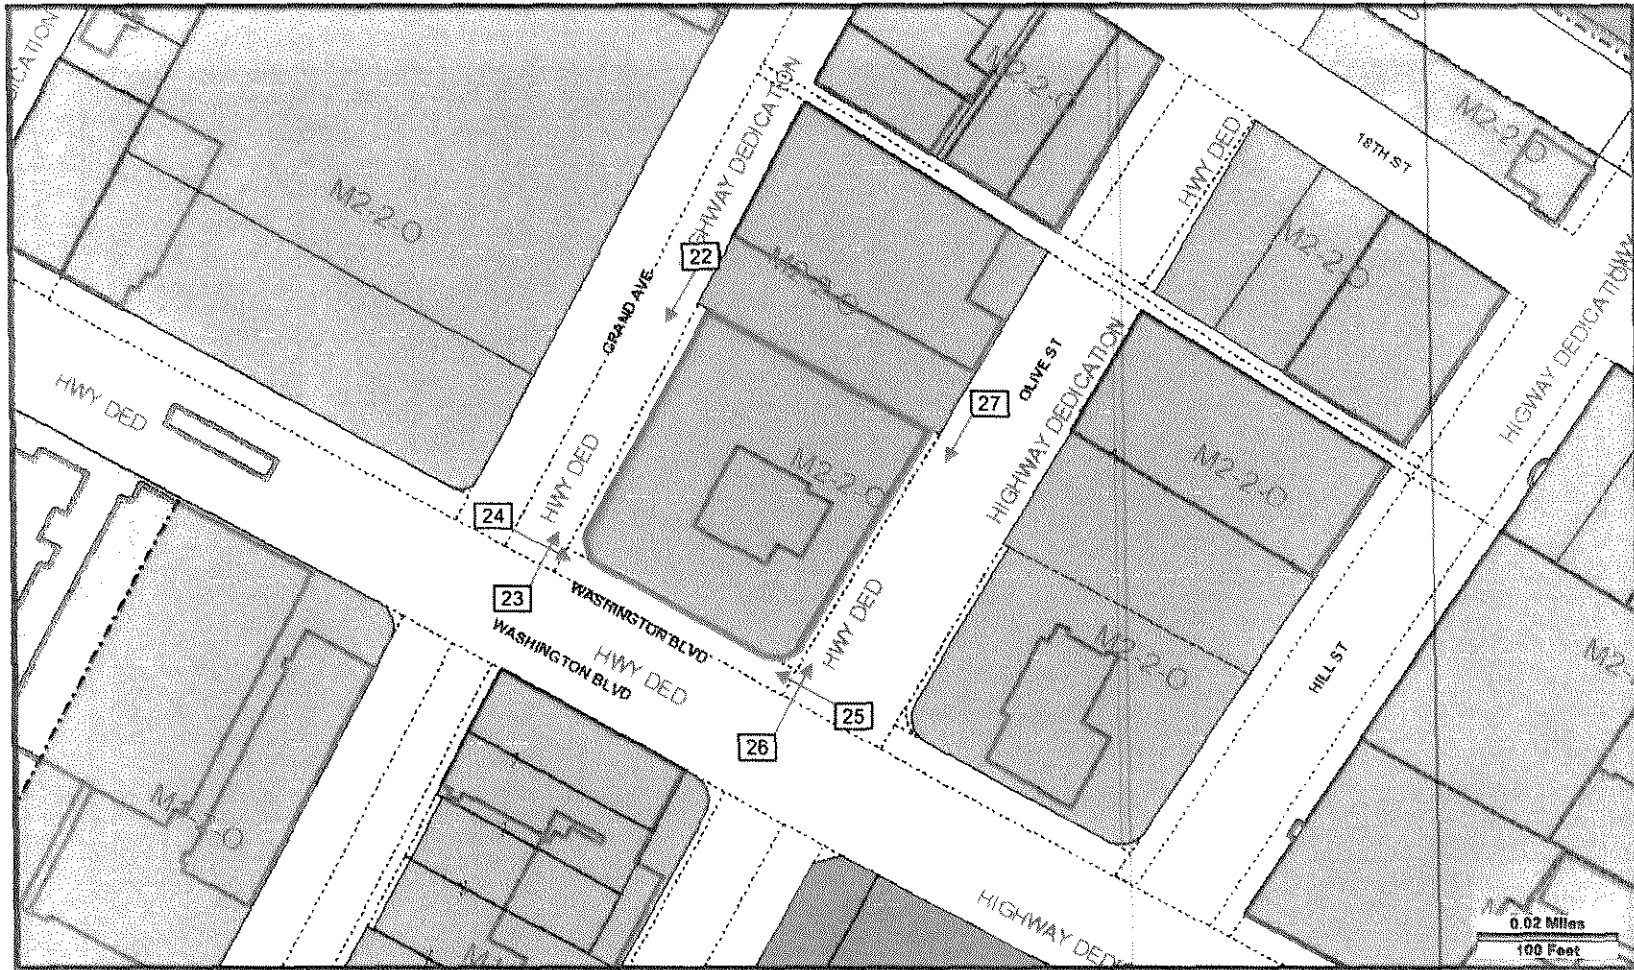 HIGHWAY DEDICATION
M2-2-O
M2-2-O
18TH ST
HWY DED
M2-2-O
M2-2-O
22
GRAND AVE
HIGHWAY DEDICATION
HWY DED
OLIVE ST
27
HIGHWAY DEDICATION
M2-2-O
M2-2-O
HWY DED
24
23
WASHINGTON BLVD
WASHINGTON BLVD
HWY DED
HWY DED
M2-2-O
HILL ST
25
26
HIGHWAY DED
0.02 Miles
100 Feet